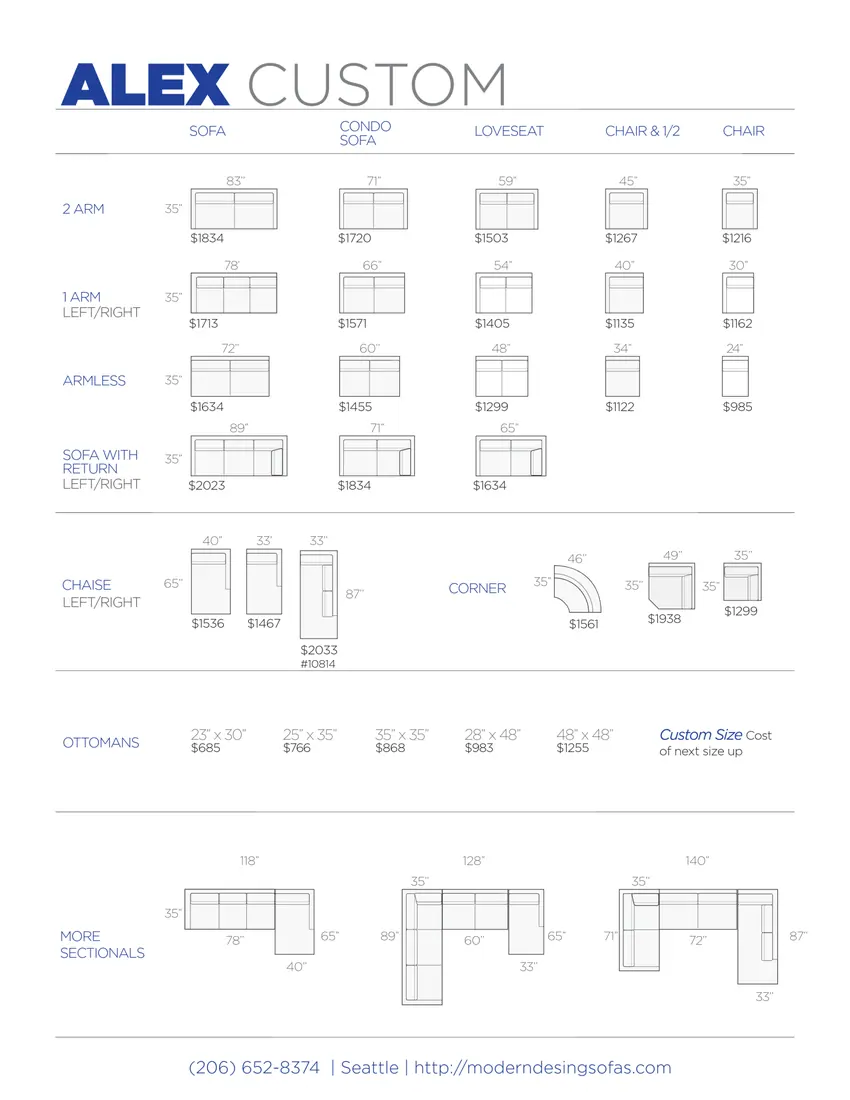 ALEX CUSTOM
SOFA
CONDO
SOFA
LOVESEAT
CHAIR & 1/2
CHAIR
83” 71” 59” 45” 35”
2 ARM 35”
$1834 $1720 $1503 $1267 $1216
78’ 66” 54” 40” 30”
1 ARM 35”
LEFT/RIGHT
$1713 $1571 $1405 $1135 $1162
72” 60” 48” 34” 24”
ARMLESS 35”
$1634 $1455 $1299 $1122 $985
89” 71” 65”
SOFA WITH
RETURN
LEFT/RIGHT
35”
$2023 $1834 $1634
40” 33’ 33”
CHAISE
LEFT/RIGHT
65”
87”
$1536 $1467
$2033
#10814
CORNER
46” 49” 35”
35” 35” 35”
$1561 $1938 $1299
OTTOMANS
23” x 30” 25” x 35” 35” x 35” 28” x 48” 48” x 48”
$685 $766 $868 $983 $1255
Custom Size Cost
of next size up
118” 128” 140”
35” 35”
35”
MORE
SECTIONALS
78” 65” 89” 60” 65” 71” 72” 87”
40” 33” 33”
(206) 652-8374 | Seattle | http://moderndesingsofas.com